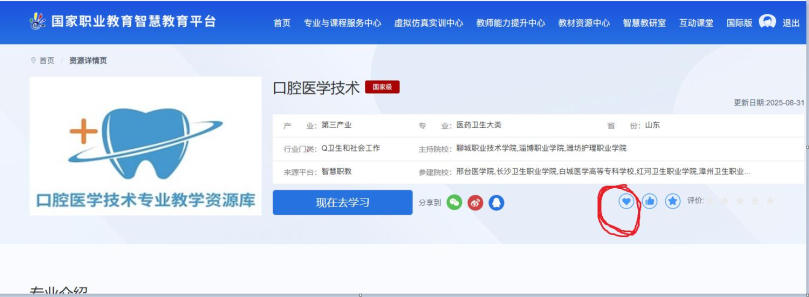 国家职业教育智慧教育平台
首页 专业与课程服务中心 虚拟仿真实训中心 教师能力提升中心 教材资源中心 智慧教研室 互动课堂 国际版 退出
首页 / 资源详情页
口腔医学技术 国家级
更新日期:2025-08-31
产 业: 第三产业 专 业: 医药卫生大类 省 份: 山东
行业门类: Q卫生和社会工作 主持院校: 聊城职业技术学院,淄博职业学院,潍坊护理职业学院
来源平台: 智慧职教 参建院校: 邢台医学院,长沙卫生职业学院,白城医学高等专科学校,红河卫生职业学院,漳州卫生职业...
口腔医学技术专业教学资源库
现在去学习 分享到 评价:
专业介绍